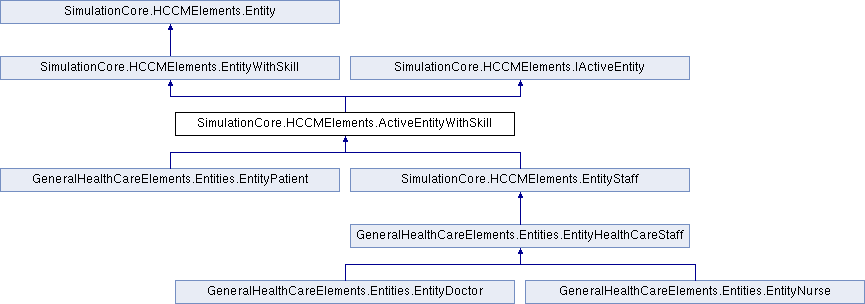 SimulationCore.HCCMElements.Entity
SimulationCore.HCCMElements.EntityWithSkill
SimulationCore.HCCMElements.IActiveEntity
SimulationCore.HCCMElements.ActiveEntityWithSkill
GeneralHealthCareElements.Entities.EntityPatient
SimulationCore.HCCMElements.EntityStaff
GeneralHealthCareElements.Entities.EntityHealthCareStaff
GeneralHealthCareElements.Entities.EntityDoctor
GeneralHealthCareElements.Entities.EntityNurse